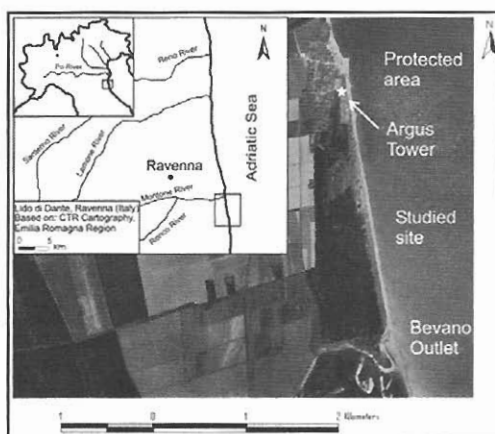 N
N
Po River
Reno River
Santerno River
Lamone River
Adriatic Sea
Ravenna
Montone River
Ronco River
Lido di Dante, Ravenna (Italy)
Based on: CTR Cartography,
Emilia Romagna Region
0 5 Km
Protected
area
Argus
Tower
Studied
site
Bevano
Outlet
1 0 1 2 Kilometers